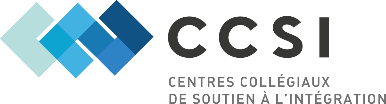 CCSI
CENTRES COLLÉGIAUX
DE SOUTIEN À L'INTÉGRATION